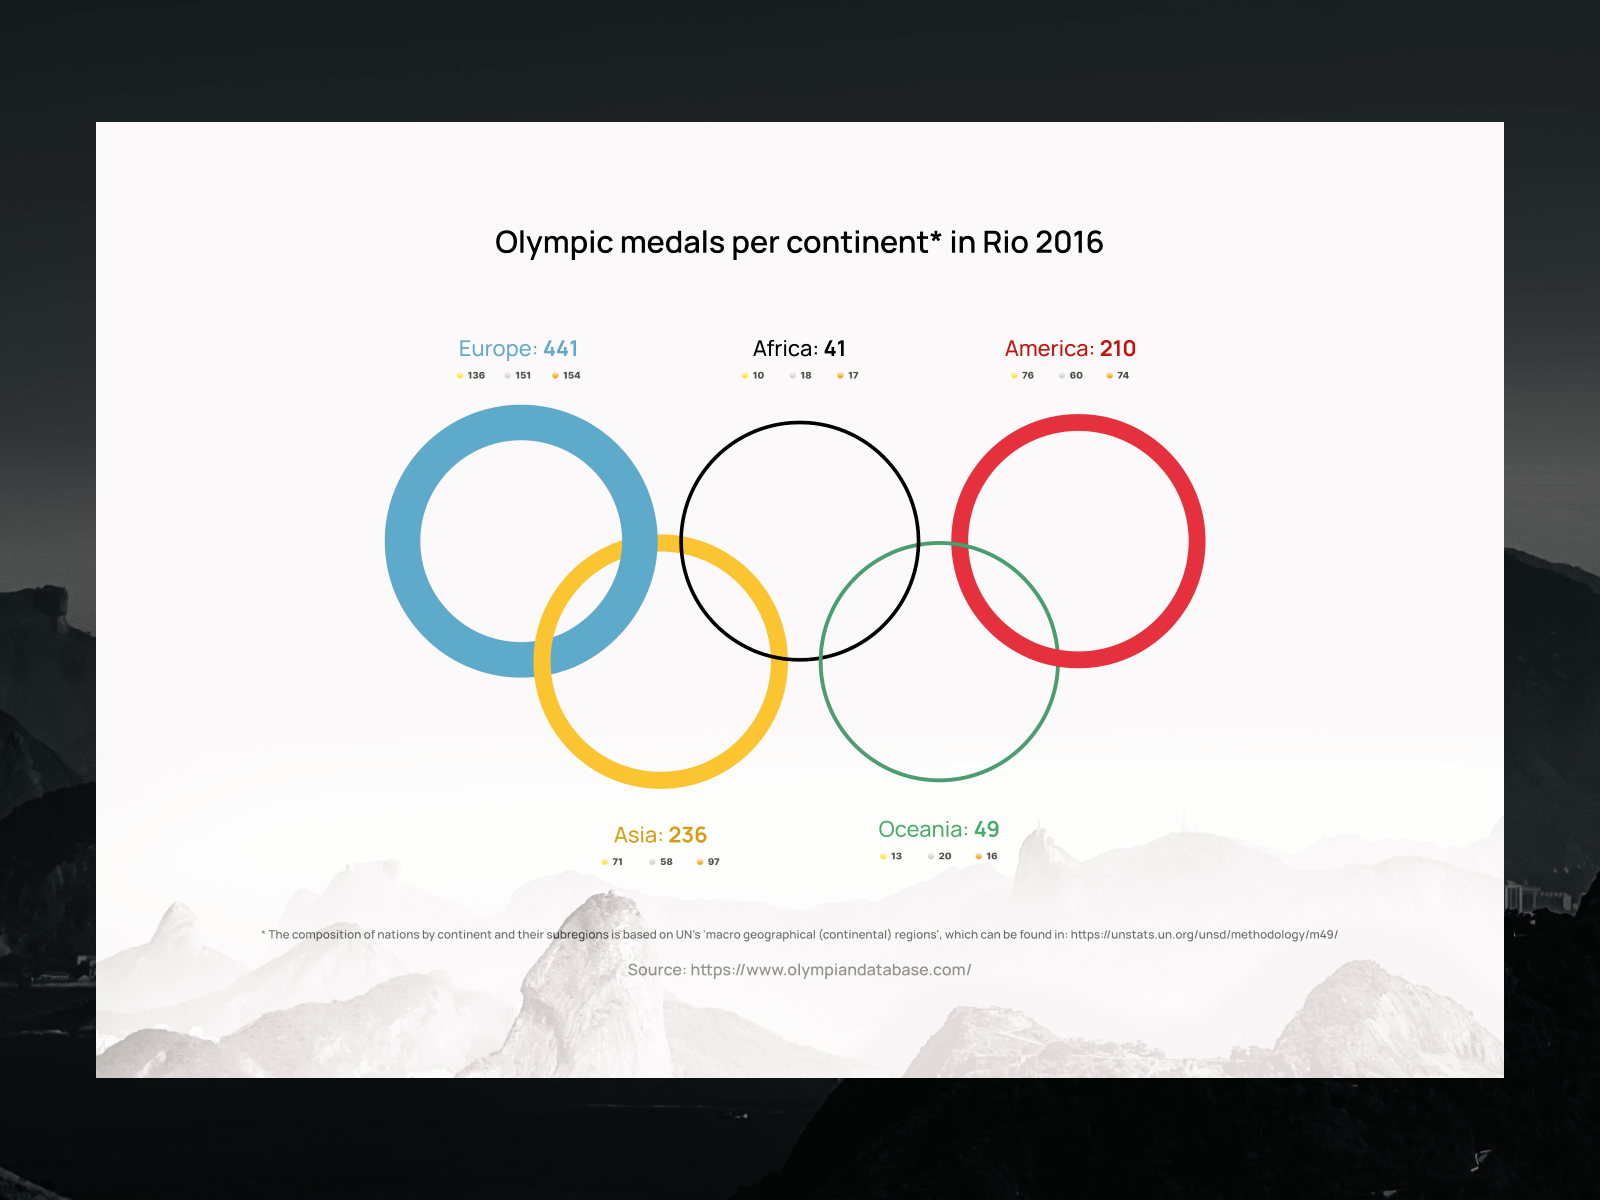 Olympic medals per continent* in Rio 2016
Europe: 441
136 151 154
Africa: 41
10 18 17
America: 210
76 60 74
Asia: 236
71 58 97
Oceania: 49
13 20 16
* The composition of nations by continent and their subregions is based on UN's 'macro geographical (continental) regions', which can be found in: https://unstats.un.org/unsd/methodology/m49/
Source: https://www.olympiandatabase.com/